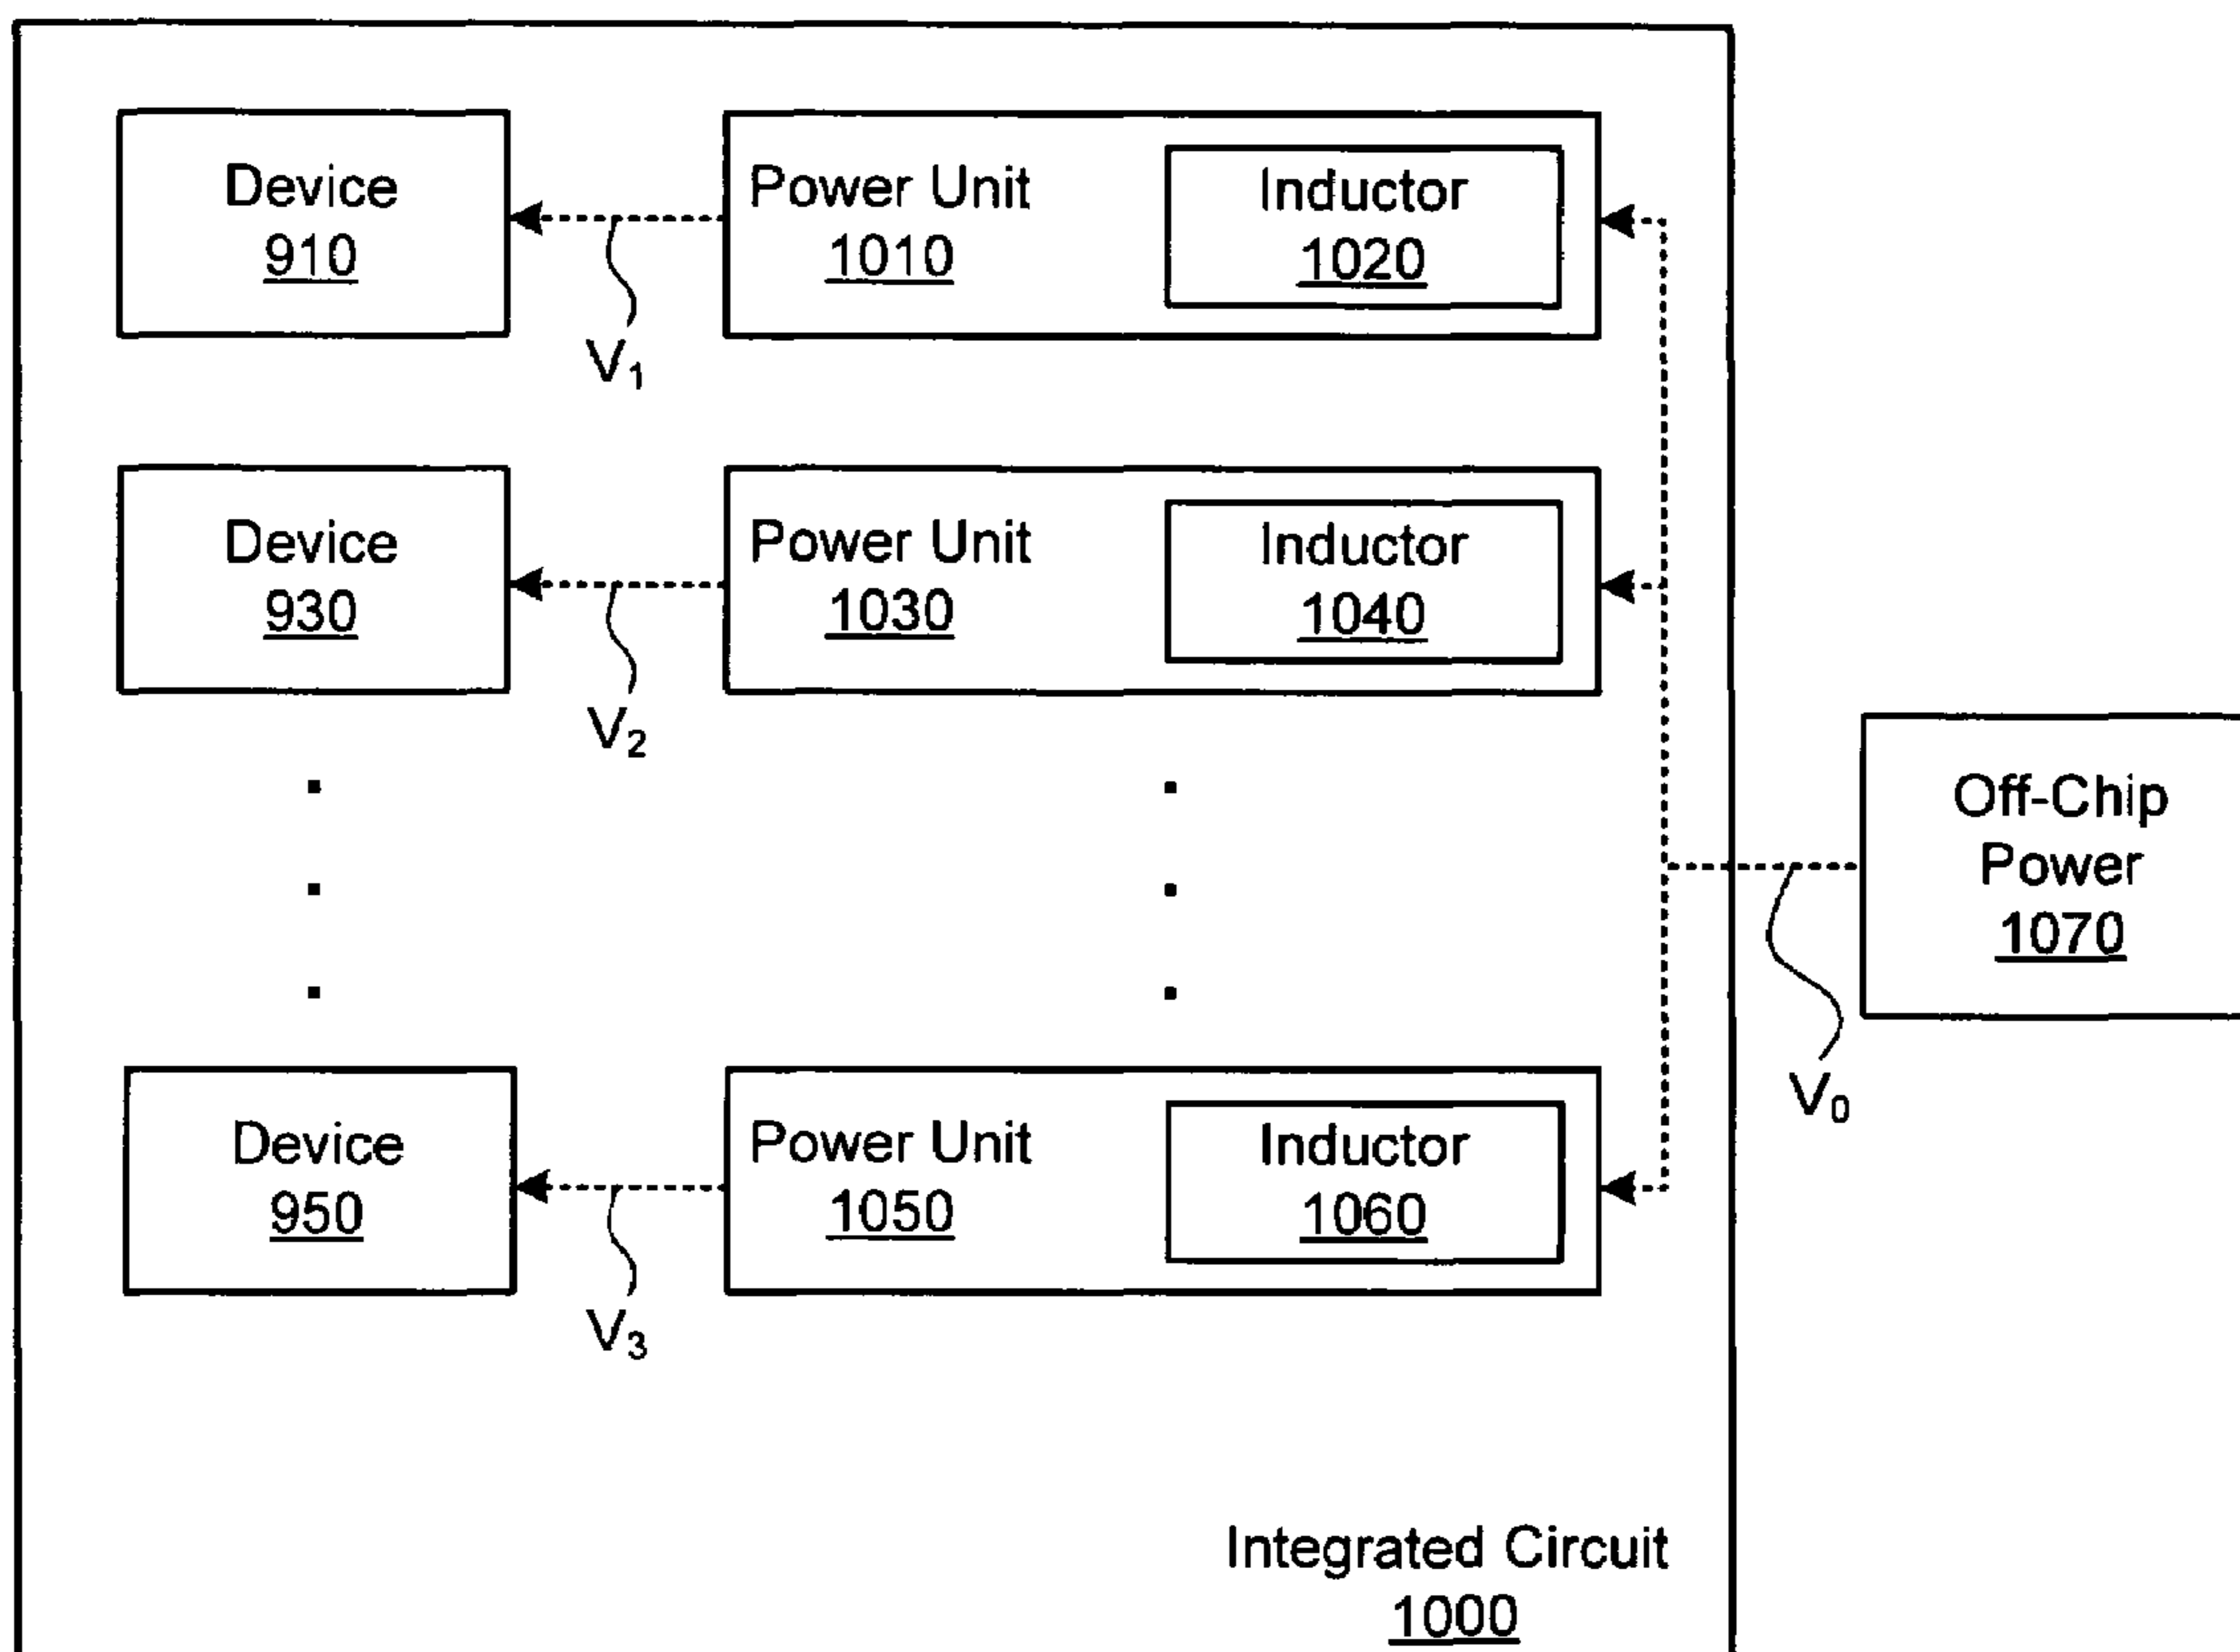 Device
910
Power Unit
1010
Inductor
1020
V1
Device
930
Power Unit
1030
Inductor
1040
V2
Off-Chip
Power
1070
V0
Device
950
Power Unit
1050
Inductor
1060
V3
Integrated Circuit
1000